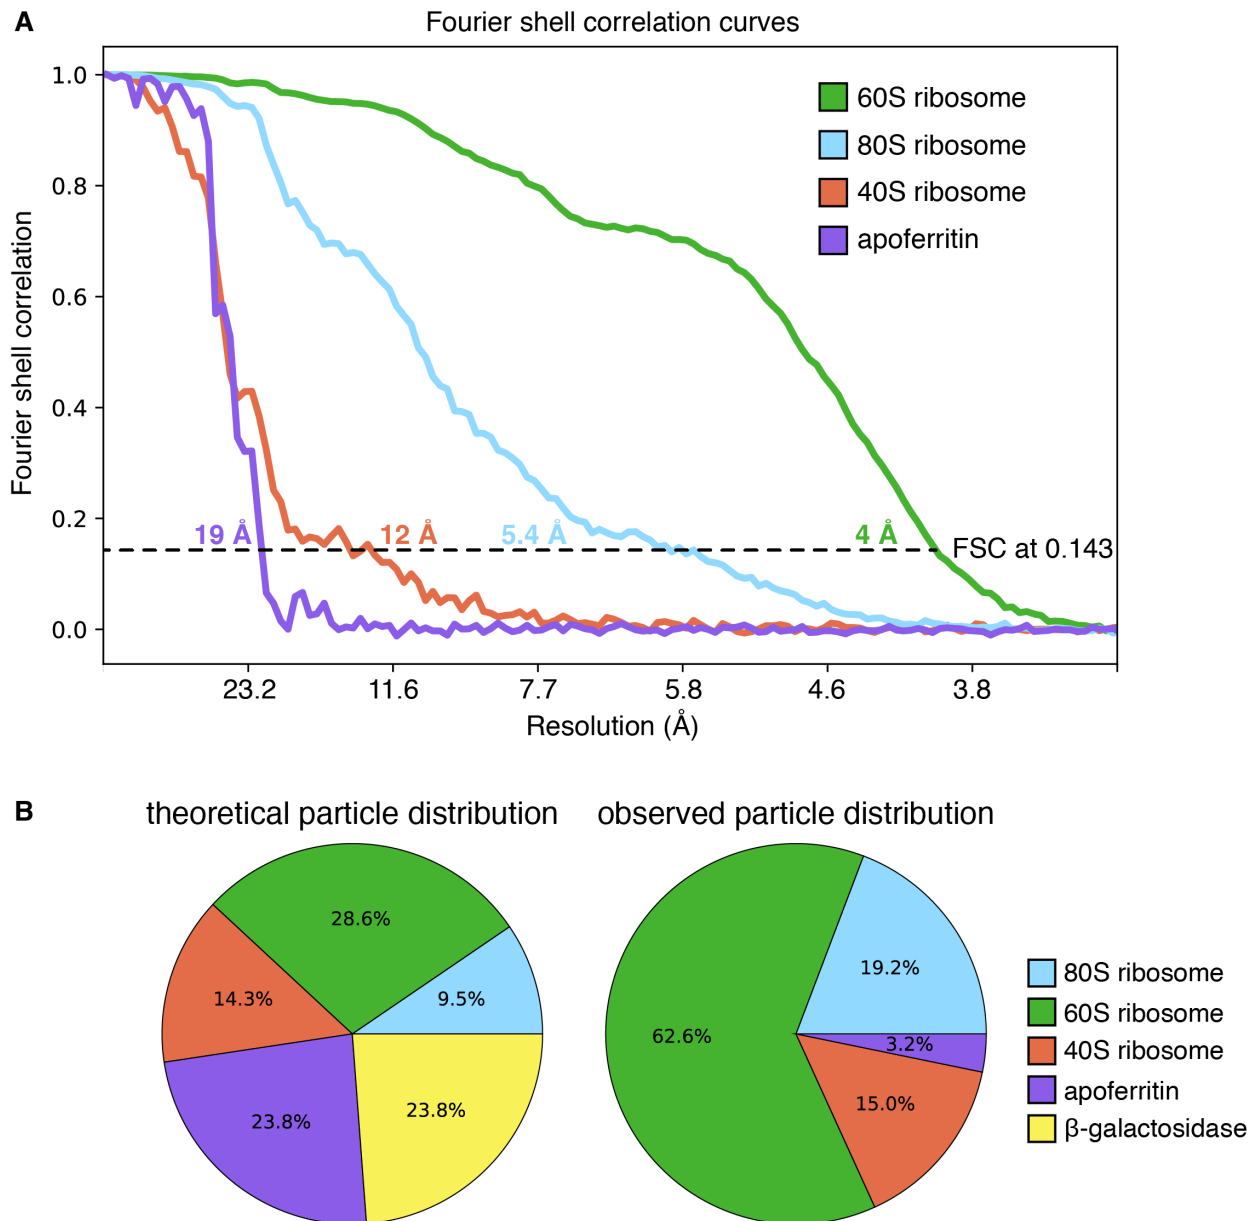 A
Fourier shell correlation curves
Fourier shell correlation
1.0
0.8
0.6
0.4
0.2
0.0
60S ribosome
80S ribosome
40S ribosome
apoferritin
19 Å
12 Å
5.4 Å
4 Å
FSC at 0.143
23.2
11.6
7.7
5.8
4.6
3.8
Resolution (Å)
B
theoretical particle distribution
observed particle distribution
28.6%
14.3%
9.5%
23.8%
23.8%
19.2%
62.6%
3.2%
15.0%
80S ribosome
60S ribosome
40S ribosome
apoferritin
β-galactosidase